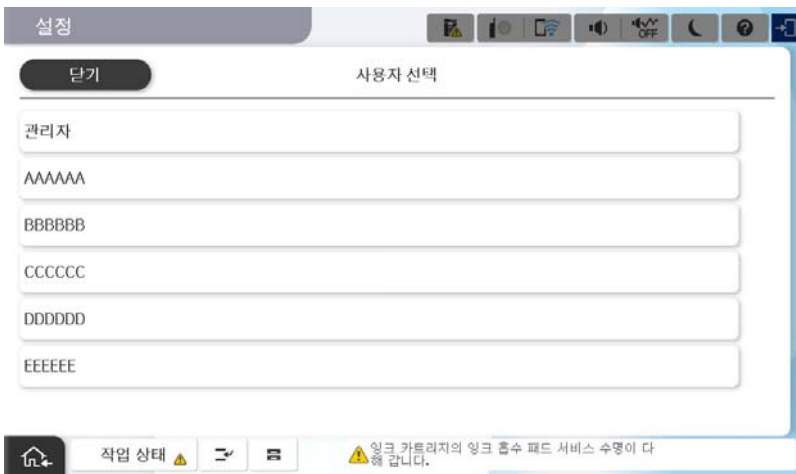 설정
OFF
닫기
사용자 선택
관리자
AAAAAA
BBBBBB
CCCCCC
DDDDDD
EEEEEE
작업 상태
잉크 카트리지의 잉크 흡수 패드 서비스 수명이 다
해 갑니다.